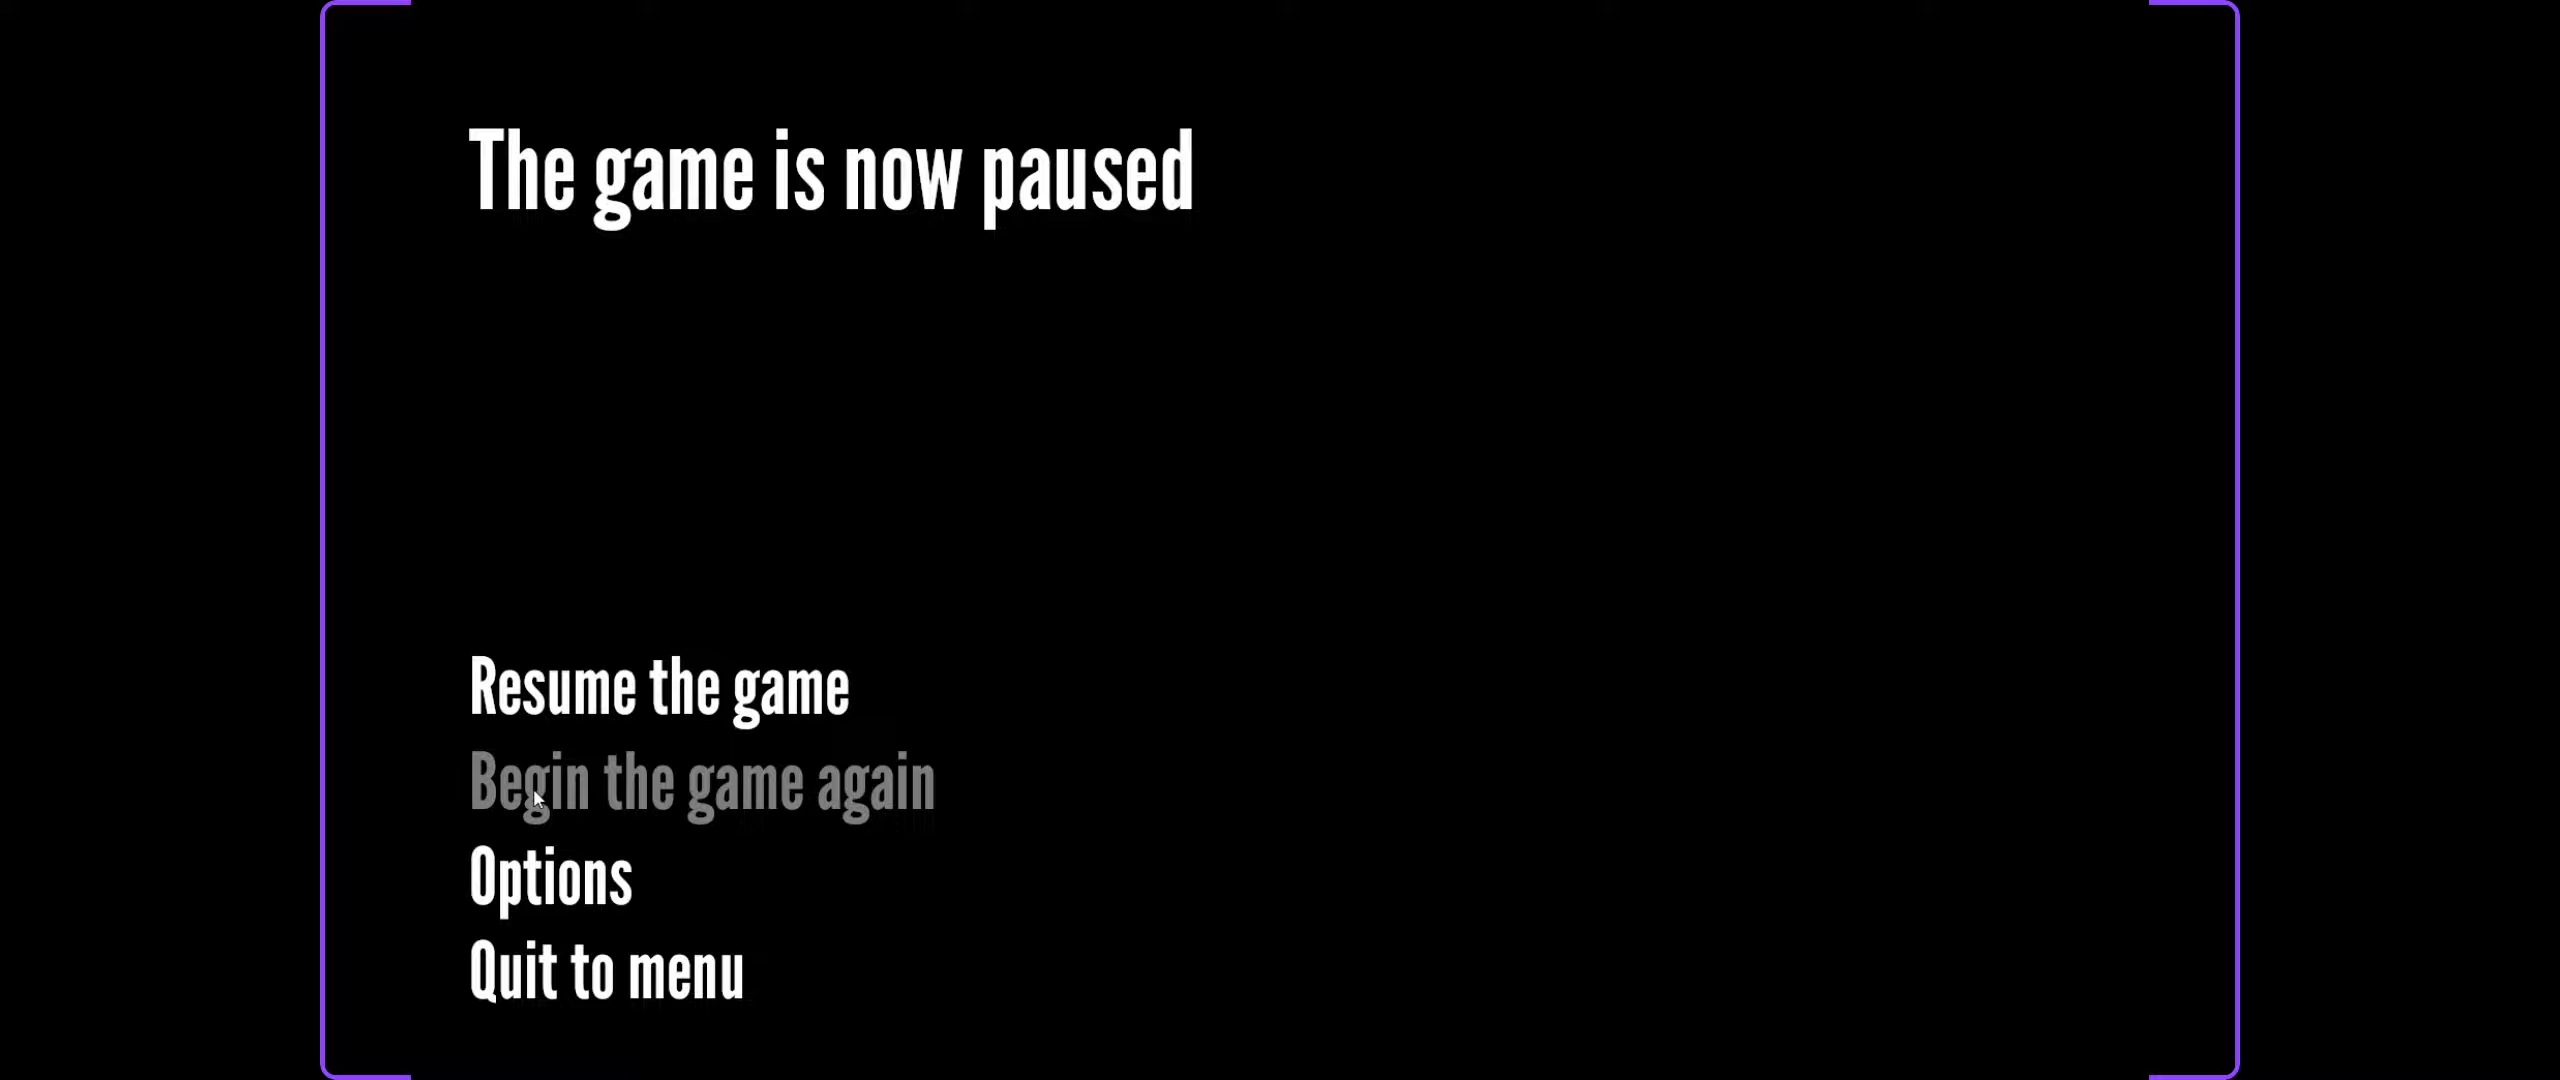 The game is now paused
Resume the game
Begin the game again
Options
Quit to menu